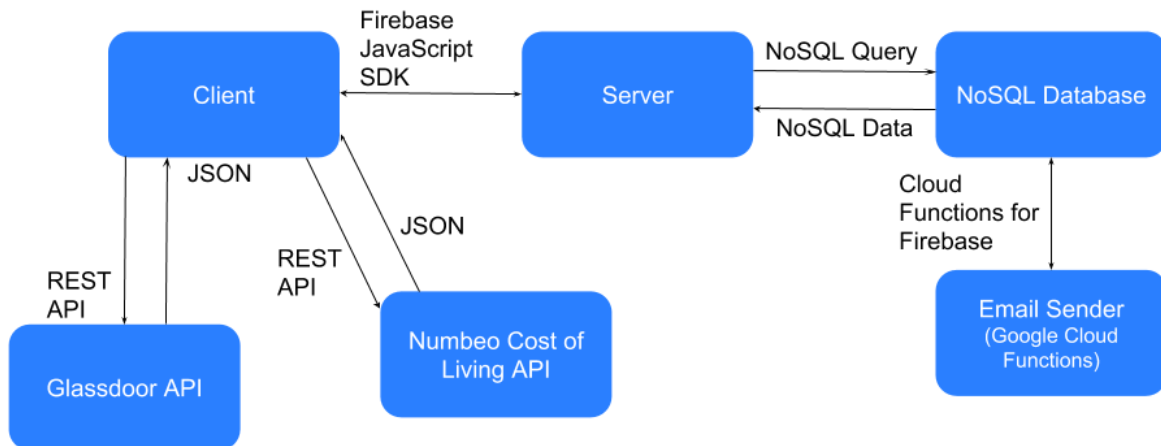 Firebase
JavaScript
SDK
Client
Server
NoSQL Query
NoSQL Database
NoSQL Data
JSON
Cloud
Functions for
Firebase
JSON
REST
API
REST
API
Email Sender
(Google Cloud
Functions)
Numbeo Cost of
Living API
Glassdoor API